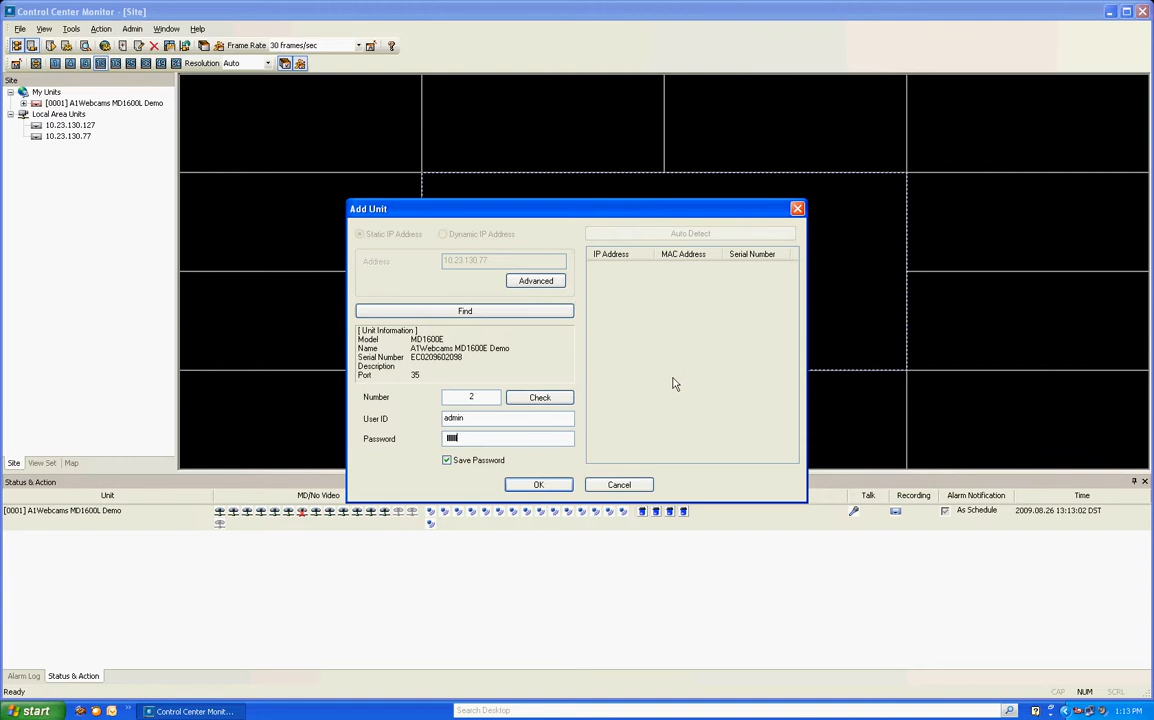 Control Center Monitor - [Site]
File View Tools Action Admin Window Help
Frame Rate 30 frames/sec
Resolution Auto
Site
My Units
[0001] A1Webcams MD1600L Demo
Local Area Units
10.23.130.127
10.23.130.77
Add Unit
Static IP Address Dynamic IP Address
Address 10.23.130.77
Advanced
Find
[ Unit Information ]
Model MD1600E
Name A1Webcams MD1600E Demo
Serial Number EC0209602098
Description
Port 35
Number 2 Check
User ID admin
Password
Save Password
OK Cancel
Auto Detect
IP Address MAC Address Serial Number
Site View Set Map
Status & Action
Unit MD/No Video Talk Recording Alarm Notification Time
[0001] A1Webcams MD1600L Demo As Schedule 2009.08.26 13:13:02 DST
Alarm Log Status & Action
Ready CAP NUM SCRL
start Control Center Monit... Search Desktop 1:13 PM